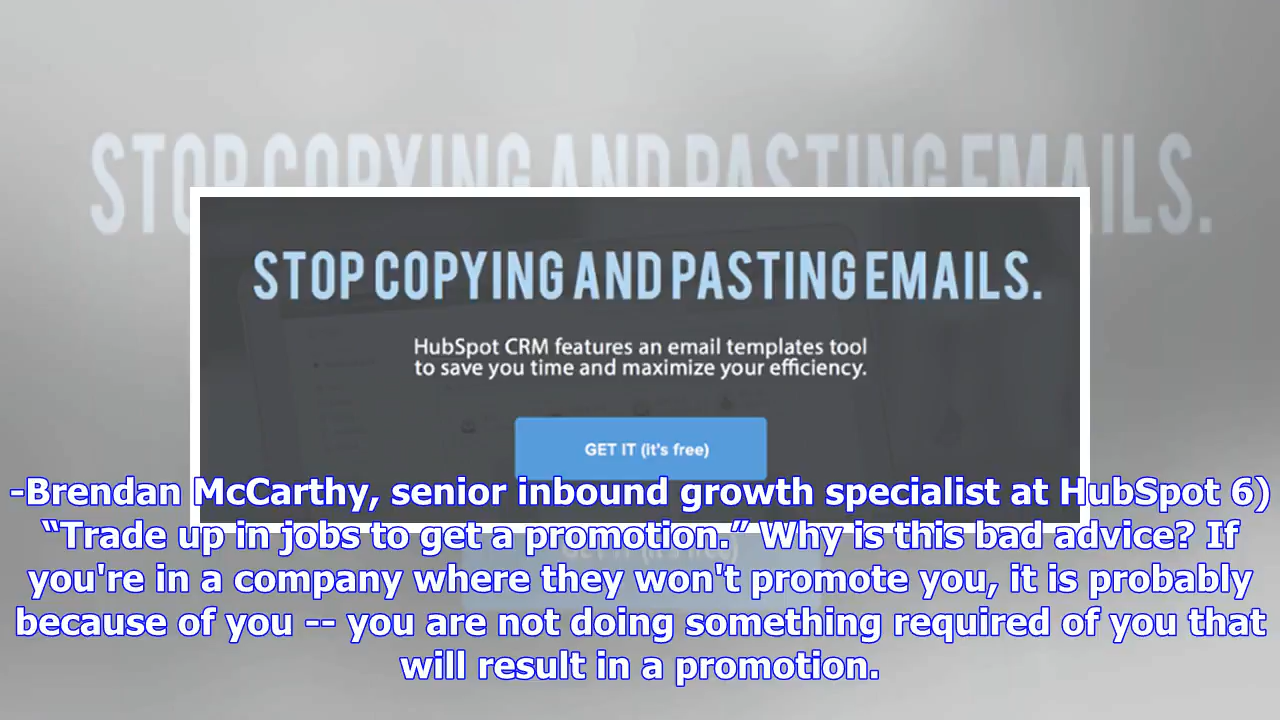 STOP COPYING AND PASTING EMAILS.
STOP COPYING AND PASTING EMAILS.
HubSpot CRM features an email templates tool
to save you time and maximize your efficiency.
GET IT (it's free)
-Brendan McCarthy, senior inbound growth specialist at HubSpot 6)
“Trade up in jobs to get a promotion.” Why is this bad advice? If
GET IT (it's free)
you're in a company where they won't promote you, it is probably
because of you -- you are not doing something required of you that
will result in a promotion.